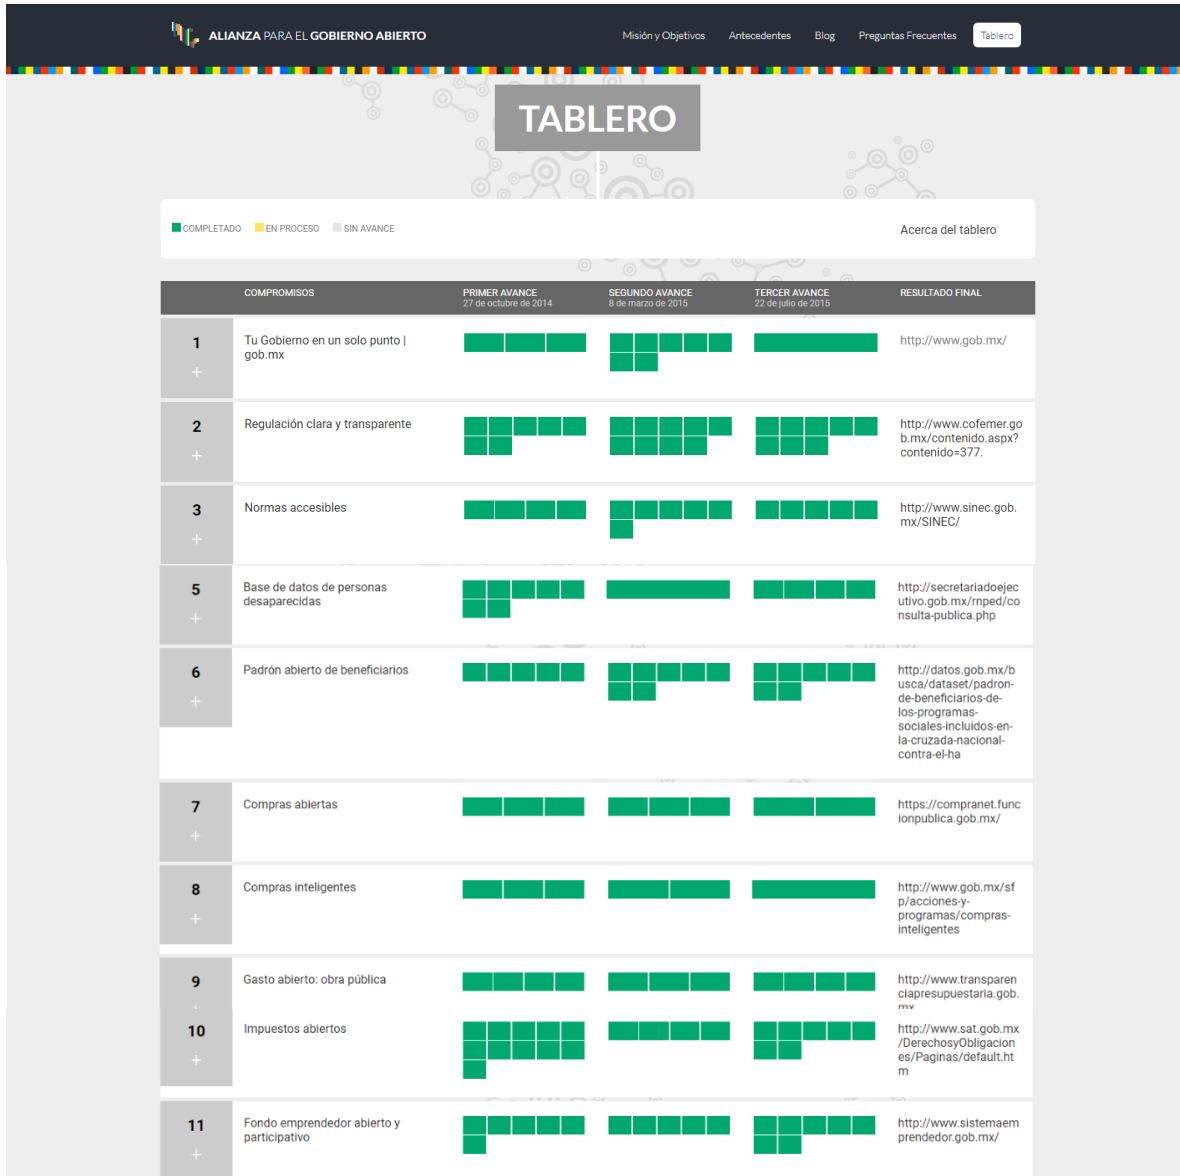 ALIANZA PARA EL GOBIERNO ABIERTO
Misión y Objetivos
Antecedentes
Blog
Preguntas Frecuentes
Tablero
TABLERO
COMPLETADO
EN PROCESO
SIN AVANCE
Acerca del tablero
COMPROMISOS
PRIMER AVANCE
27 de octubre de 2014
SEGUNDO AVANCE
8 de marzo de 2015
TERCER AVANCE
22 de julio de 2015
RESULTADO FINAL
1
+
Tu Gobierno en un solo punto |
gob.mx
http://www.gob.mx/
2
+
Regulación clara y transparente
http://www.cofemer.go
b.mx/contenido.aspx?
contenido=377.
3
+
Normas accesibles
http://www.sinec.gob.
mx/SINEC/
5
+
Base de datos de personas
desaparecidas
http://secretariadoejec
utivo.gob.mx/rnped/co
nsulta-publica.php
6
+
Padrón abierto de beneficiarios
http://datos.gob.mx/b
usca/dataset/padron-
de-beneficiarios-de-
los-programas-
sociales-incluidos-en-
la-cruzada-nacional-
contra-el-ha
7
+
Compras abiertas
https://compranet.func
ionpublica.gob.mx/
8
+
Compras inteligentes
http://www.gob.mx/sf
p/acciones-y-
programas/compras-
inteligentes
9
Gasto abierto: obra pública
http://www.transparen
ciapresupuestaria.gob.
mx
10
+
Impuestos abiertos
http://www.sat.gob.mx
/DerechosyObligacion
es/Paginas/default.ht
m
11
+
Fondo emprendedor abierto y
participativo
http://www.sistemaem
prendedor.gob.mx/